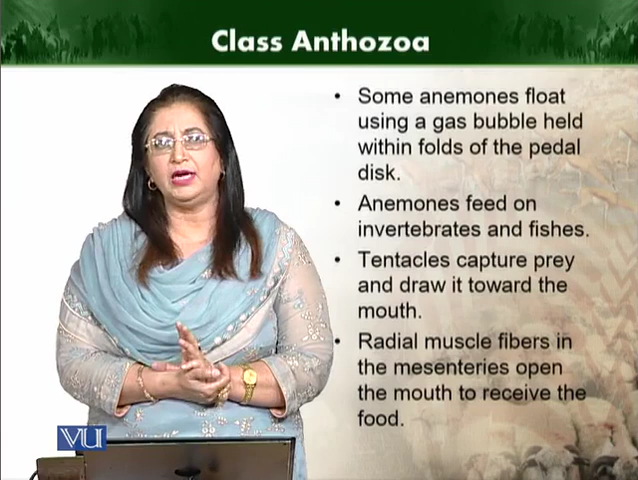 Class Anthozoa
• Some anemones float
using a gas bubble held
within folds of the pedal
disk.
• Anemones feed on
invertebrates and fishes.
• Tentacles capture prey
and draw it toward the
mouth.
• Radial muscle fibers in
the mesenteries open
the mouth to receive the
food.
VU